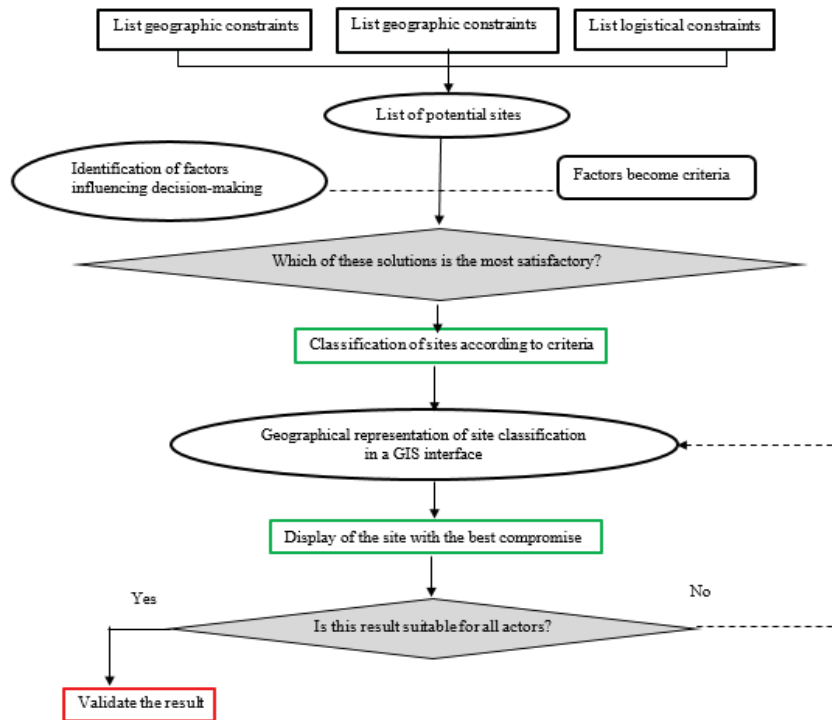 List geographic constraints
List geographic constraints
List logistical constraints
List of potential sites
Identification of factors
influencing decision-making
Factors become criteria
Which of these solutions is the most satisfactory?
Classification of sites according to criteria
Geographical representation of site classification
in a GIS interface
Display of the site with the best compromise
Yes
No
Is this result suitable for all actors?
Validate the result